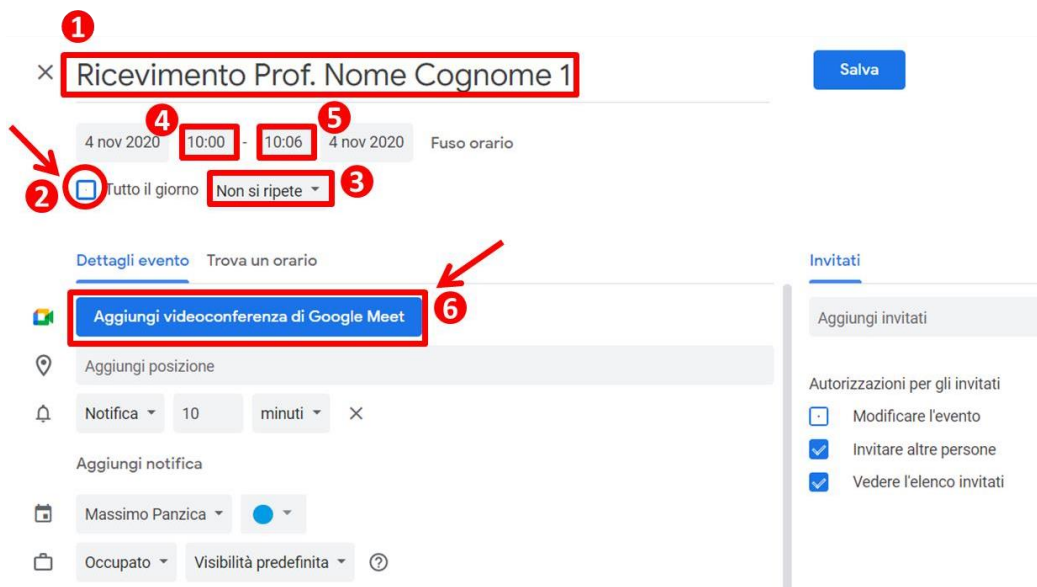 1
Ricevimento Prof. Nome Cognome 1
Salva
4
5
4 nov 2020 10:00 - 10:06 4 nov 2020 Fuso orario
2
Tutto il giorno Non si ripete
3
Dettagli evento Trova un orario
Aggiungi videoconferenza di Google Meet
6
Aggiungi posizione
Notifica 10 minuti
Aggiungi notifica
Massimo Panzica
Occupato Visibilità predefinita ?
Invitati
Aggiungi invitati
Autorizzazioni per gli invitati
Modificare l'evento
Invitare altre persone
Vedere l'elenco invitati